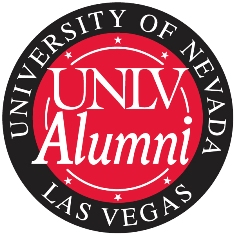 UNIVERSITY OF NEVADA
UNLV
Alumni
LAS VEGAS